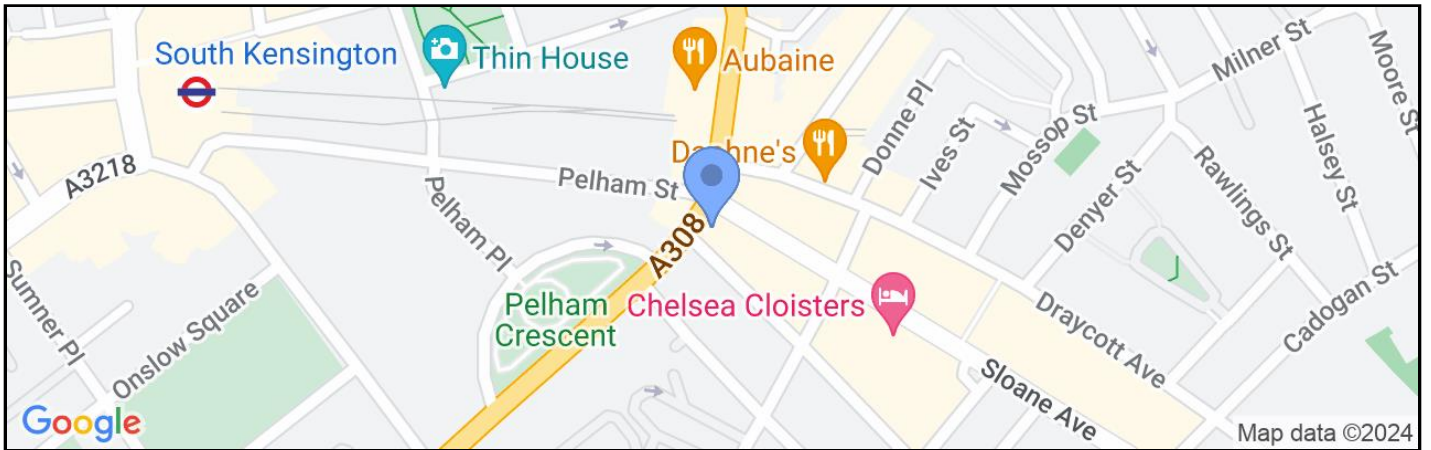 South Kensington
Thin House
Aubaine
Daphne's
Donne Pl
Ives St
Mossop St
Milner St
Moore St
Halsey St
A3218
Pelham St
Pelham Pl
A308
Denyer St
Rawlings St
Sumner Pl
Onslow Square
Pelham
Crescent
Chelsea Cloisters
Draycott Ave
Cadogan St
Sloane Ave
Google
Map data ©2024